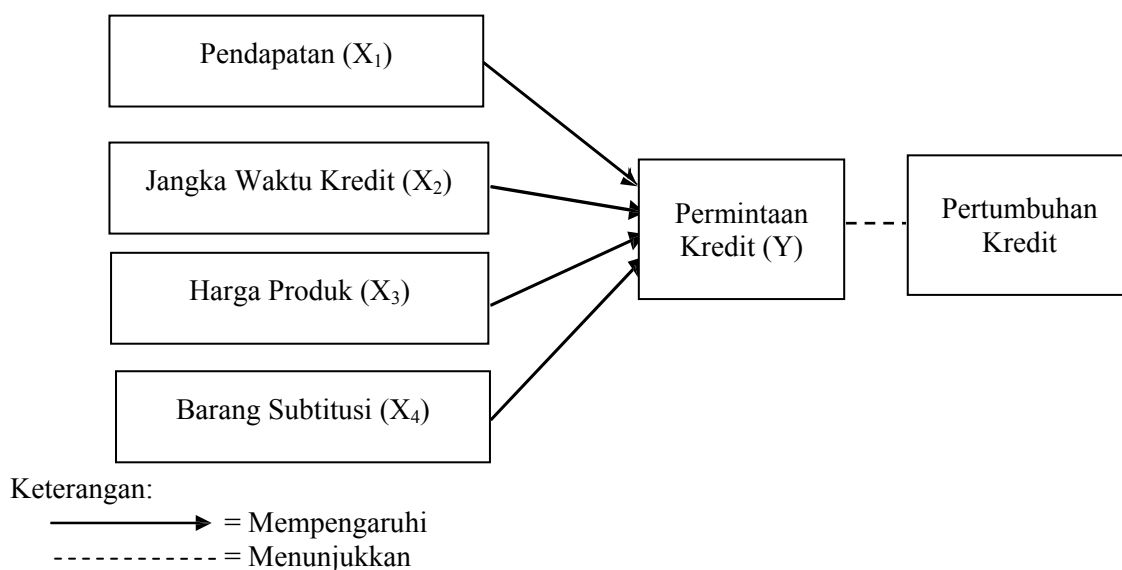 Pendapatan (X₁)
Jangka Waktu Kredit (X₂)
Harga Produk (X₃)
Barang Subtitusi (X₄)
Permintaan
Kredit (Y)
Pertumbuhan
Kredit
Keterangan:
= Mempengaruhi
= Menunjukkan